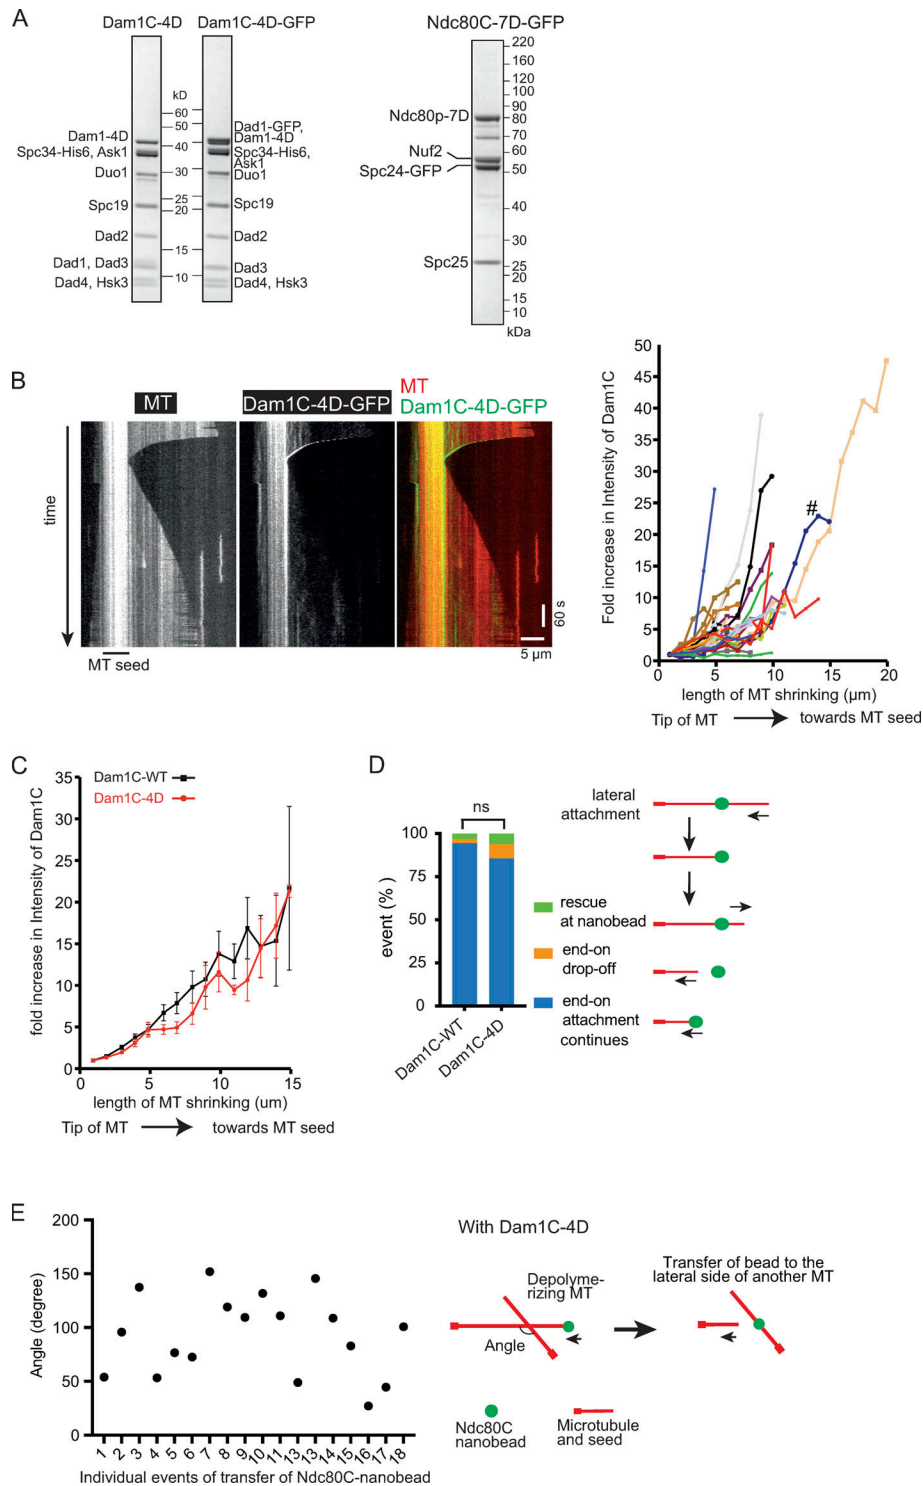 A
Dam1C-4D
Dam1C-4D-GFP
kD
60
50
40
30
25
20
15
10
Dam1-4D
Spc34-His6, Ask1
Duo1
Spc19
Dad2
Dad1, Dad3
Dad4, Hsk3
Dad1-GFP,
Dam1-4D
Spc34-His6,
Ask1
Duo1
Spc19
Dad2
Dad3
Dad4, Hsk3
Ndc80C-7D-GFP
Ndc80p-7D
Nuf2
Spc24-GFP
Spc25
220
160
120
100
90
80
70
60
50
40
30
25
20
15
10
kDa
B
MT
Dam1C-4D-GFP
MT
Dam1C-4D-GFP
time
MT seed
60 s
5 µm
Fold increase in Intensity of Dam1C
50
45
40
35
30
25
20
15
10
5
0
#
0
5
10
15
20
length of MT shrinking (µm)
Tip of MT
towards MT seed
C
Dam1C-WT
Dam1C-4D
fold increase in Intensity of Dam1C
35
30
25
20
15
10
5
0
0
5
10
15
length of MT shrinking (um)
Tip of MT
towards MT seed
D
ns
event (%)
100
75
50
25
0
Dam1C-WT
Dam1C-4D
rescue
at nanobead
end-on
drop-off
end-on
attachment
continues
lateral
attachment
E
Angle (degree)
200
150
100
50
0
1
2
3
4
5
6
7
8
9
10
11
13
13
14
15
16
17
18
Individual events of transfer of Ndc80C-nanobead
With Dam1C-4D
Depolyme-
rizing MT
Angle
Transfer of bead to the
lateral side of another MT
Ndc80C
nanobead
Microtubule
and seed